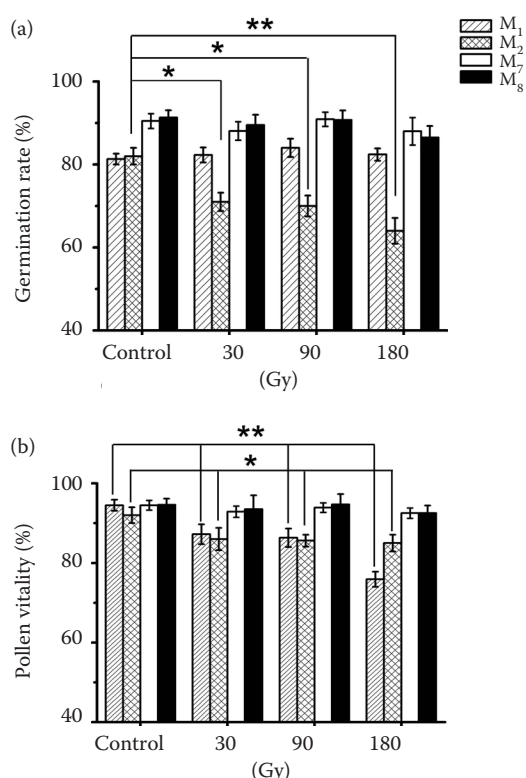 (a)
**
*
*
M1
M2
M7
M8
100
80
60
40
Germination rate (%)
Control 30 90 180
(Gy)
(b)
**
*
100
80
60
40
Pollen vitality (%)
Control 30 90 180
(Gy)